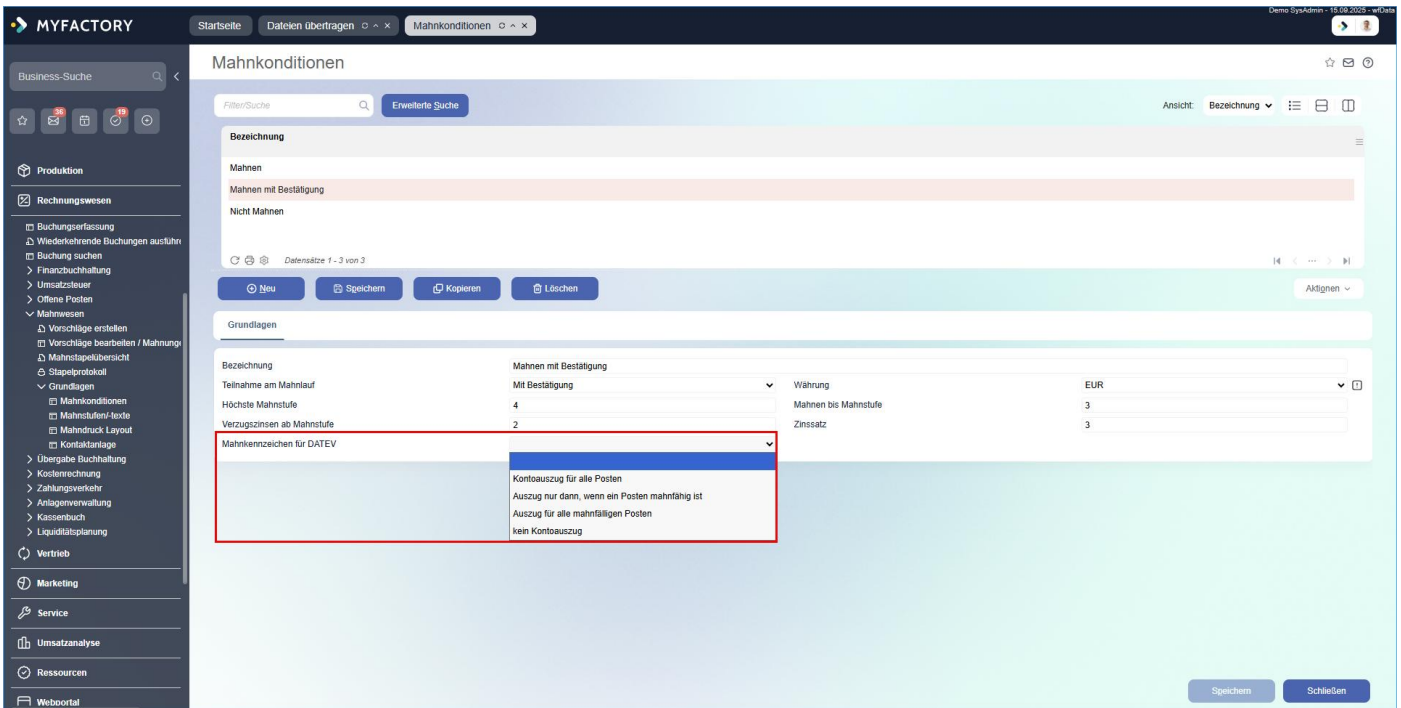 Demo SysAdmin - 15.09.2025 - wfData
MYFACTORY
Startseite
Dateien übertragen
Mahnkonditionen
Business-Suche
36
19
Produktion
Rechnungswesen
Buchungserfassung
Wiederkehrende Buchungen ausführe
Buchung suchen
Finanzbuchhaltung
Umsatzsteuer
Offene Posten
Mahnwesen
Vorschläge erstellen
Vorschläge bearbeiten / Mahnunge
Mahnstapelübersicht
Stapelprotokoll
Grundlagen
Mahnkonditionen
Mahnstufen/-texte
Mahndruck Layout
Kontaktanlage
Übergabe Buchhaltung
Kostenrechnung
Zahlungsverkehr
Anlagenverwaltung
Kassenbuch
Liquiditätsplanung
Vertrieb
Marketing
Service
Umsatzanalyse
Ressourcen
Webportal
Mahnkonditionen
Filter/Suche
Erweiterte Suche
Ansicht: Bezeichnung
Bezeichnung
Mahnen
Mahnen mit Bestätigung
Nicht Mahnen
Datensätze 1 - 3 von 3
Neu Speichern Kopieren Löschen Aktionen
Grundlagen
Bezeichnung Mahnen mit Bestätigung
Teilnahme am Mahnlauf Mit Bestätigung Währung EUR
Höchste Mahnstufe 4 Mahnen bis Mahnstufe 3
Verzugszinsen ab Mahnstufe 2 Zinssatz 3
Mahnkennzeichen für DATEV
Kontoauszug für alle Posten
Auszug nur dann, wenn ein Posten mahnfähig ist
Auszug für alle mahnfälligen Posten
kein Kontoauszug
Speichern Schließen